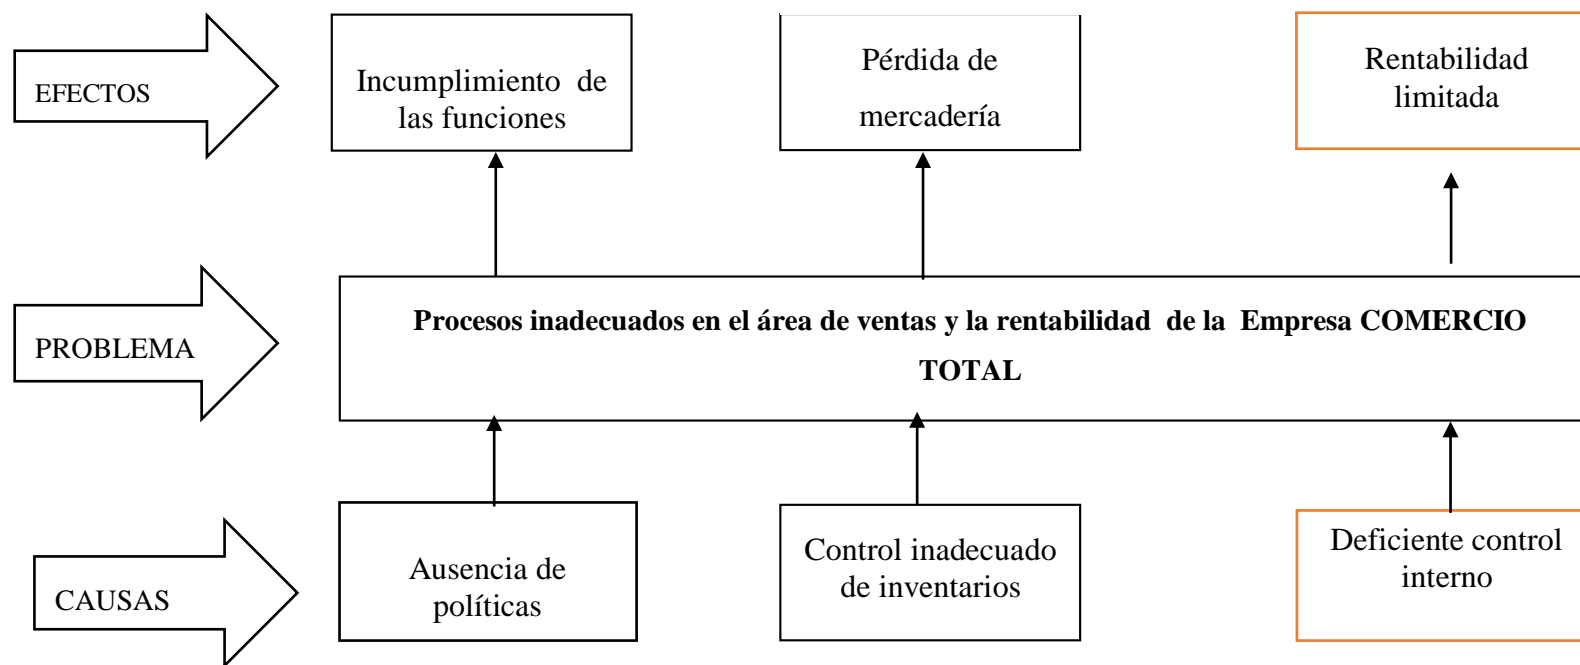 EFECTOS
Incumplimiento de
las funciones
Pérdida de
mercadería
Rentabilidad
limitada
PROBLEMA
Procesos inadecuados en el área de ventas y la rentabilidad de la Empresa COMERCIO
TOTAL
CAUSAS
Ausencia de
políticas
Control inadecuado
de inventarios
Deficiente control
interno